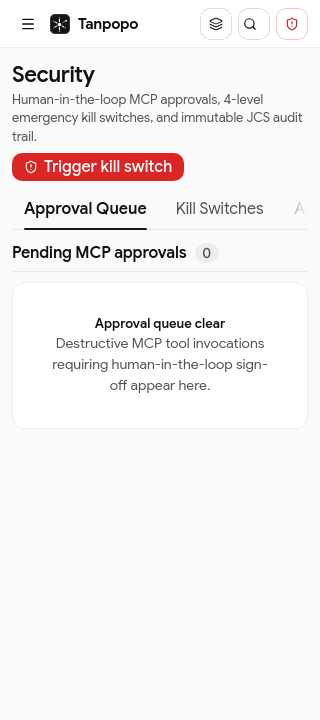 Tanpopo
Security
Human-in-the-loop MCP approvals, 4-level
emergency kill switches, and immutable JCS audit
trail.
Trigger kill switch
Approval Queue Kill Switches
Pending MCP approvals 0
Approval queue clear
Destructive MCP tool invocations
requiring human-in-the-loop sign-
off appear here.